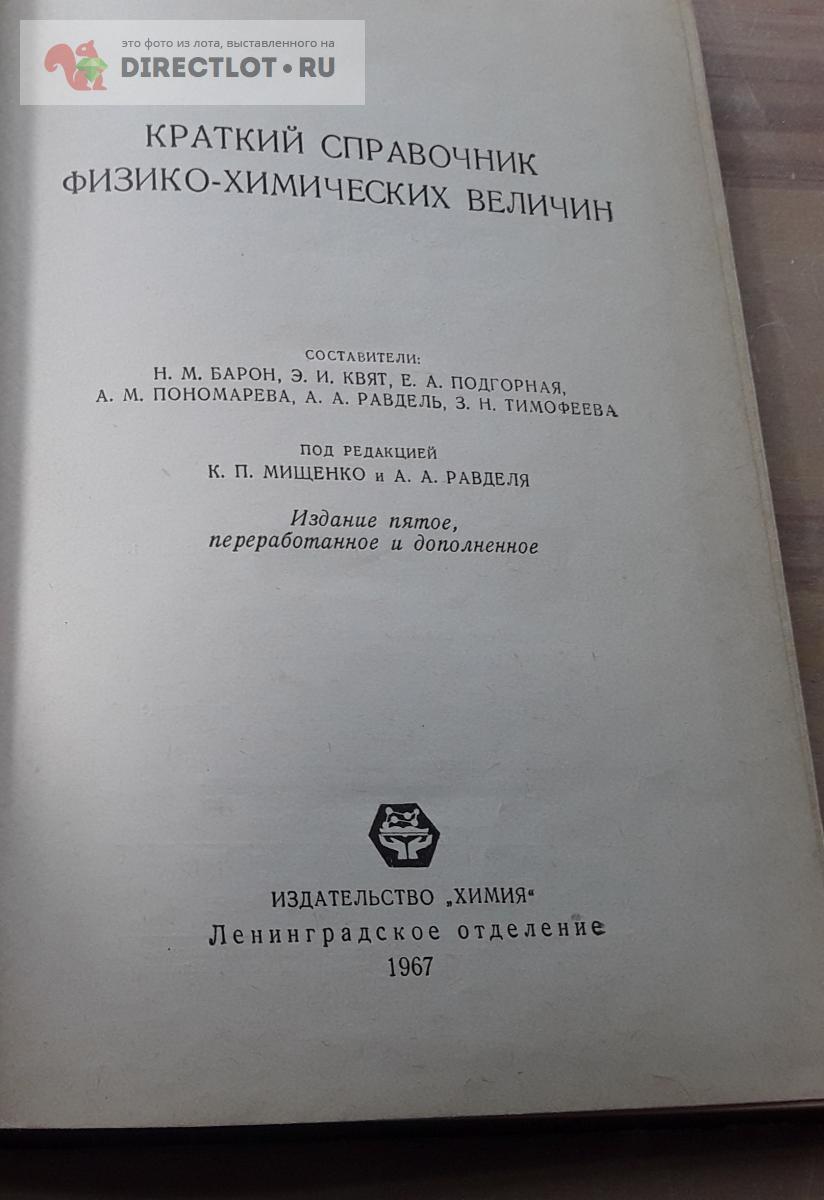 это фото из лота, выставленного на
DIRECTLOT.RU
КРАТКИЙ СПРАВОЧНИК
ФИЗИКО-ХИМИЧЕСКИХ ВЕЛИЧИН
СОСТАВИТЕЛИ:
Н. М. БАРОН, Э. И. КВЯТ, Е. А. ПОДГОРНАЯ,
А. М. ПОНОМАРЕВА, А. А. РАВДЕЛЬ, З. Н. ТИМОФЕЕВА
ПОД РЕДАКЦИЕЙ
К. П. МИЩЕНКО и А. А. РАВДЕЛЯ
Издание пятое,
переработанное и дополненное
ИЗДАТЕЛЬСТВО „ХИМИЯ“
Ленинградское отделение
1967